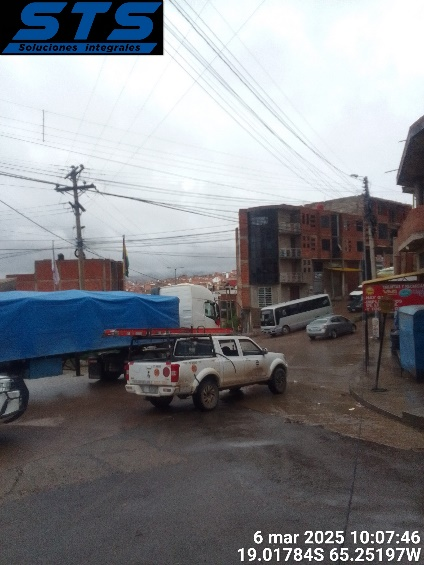 STS
Soluciones integrales
6 mar 2025 10:07:46
19.01784S 65.25197W